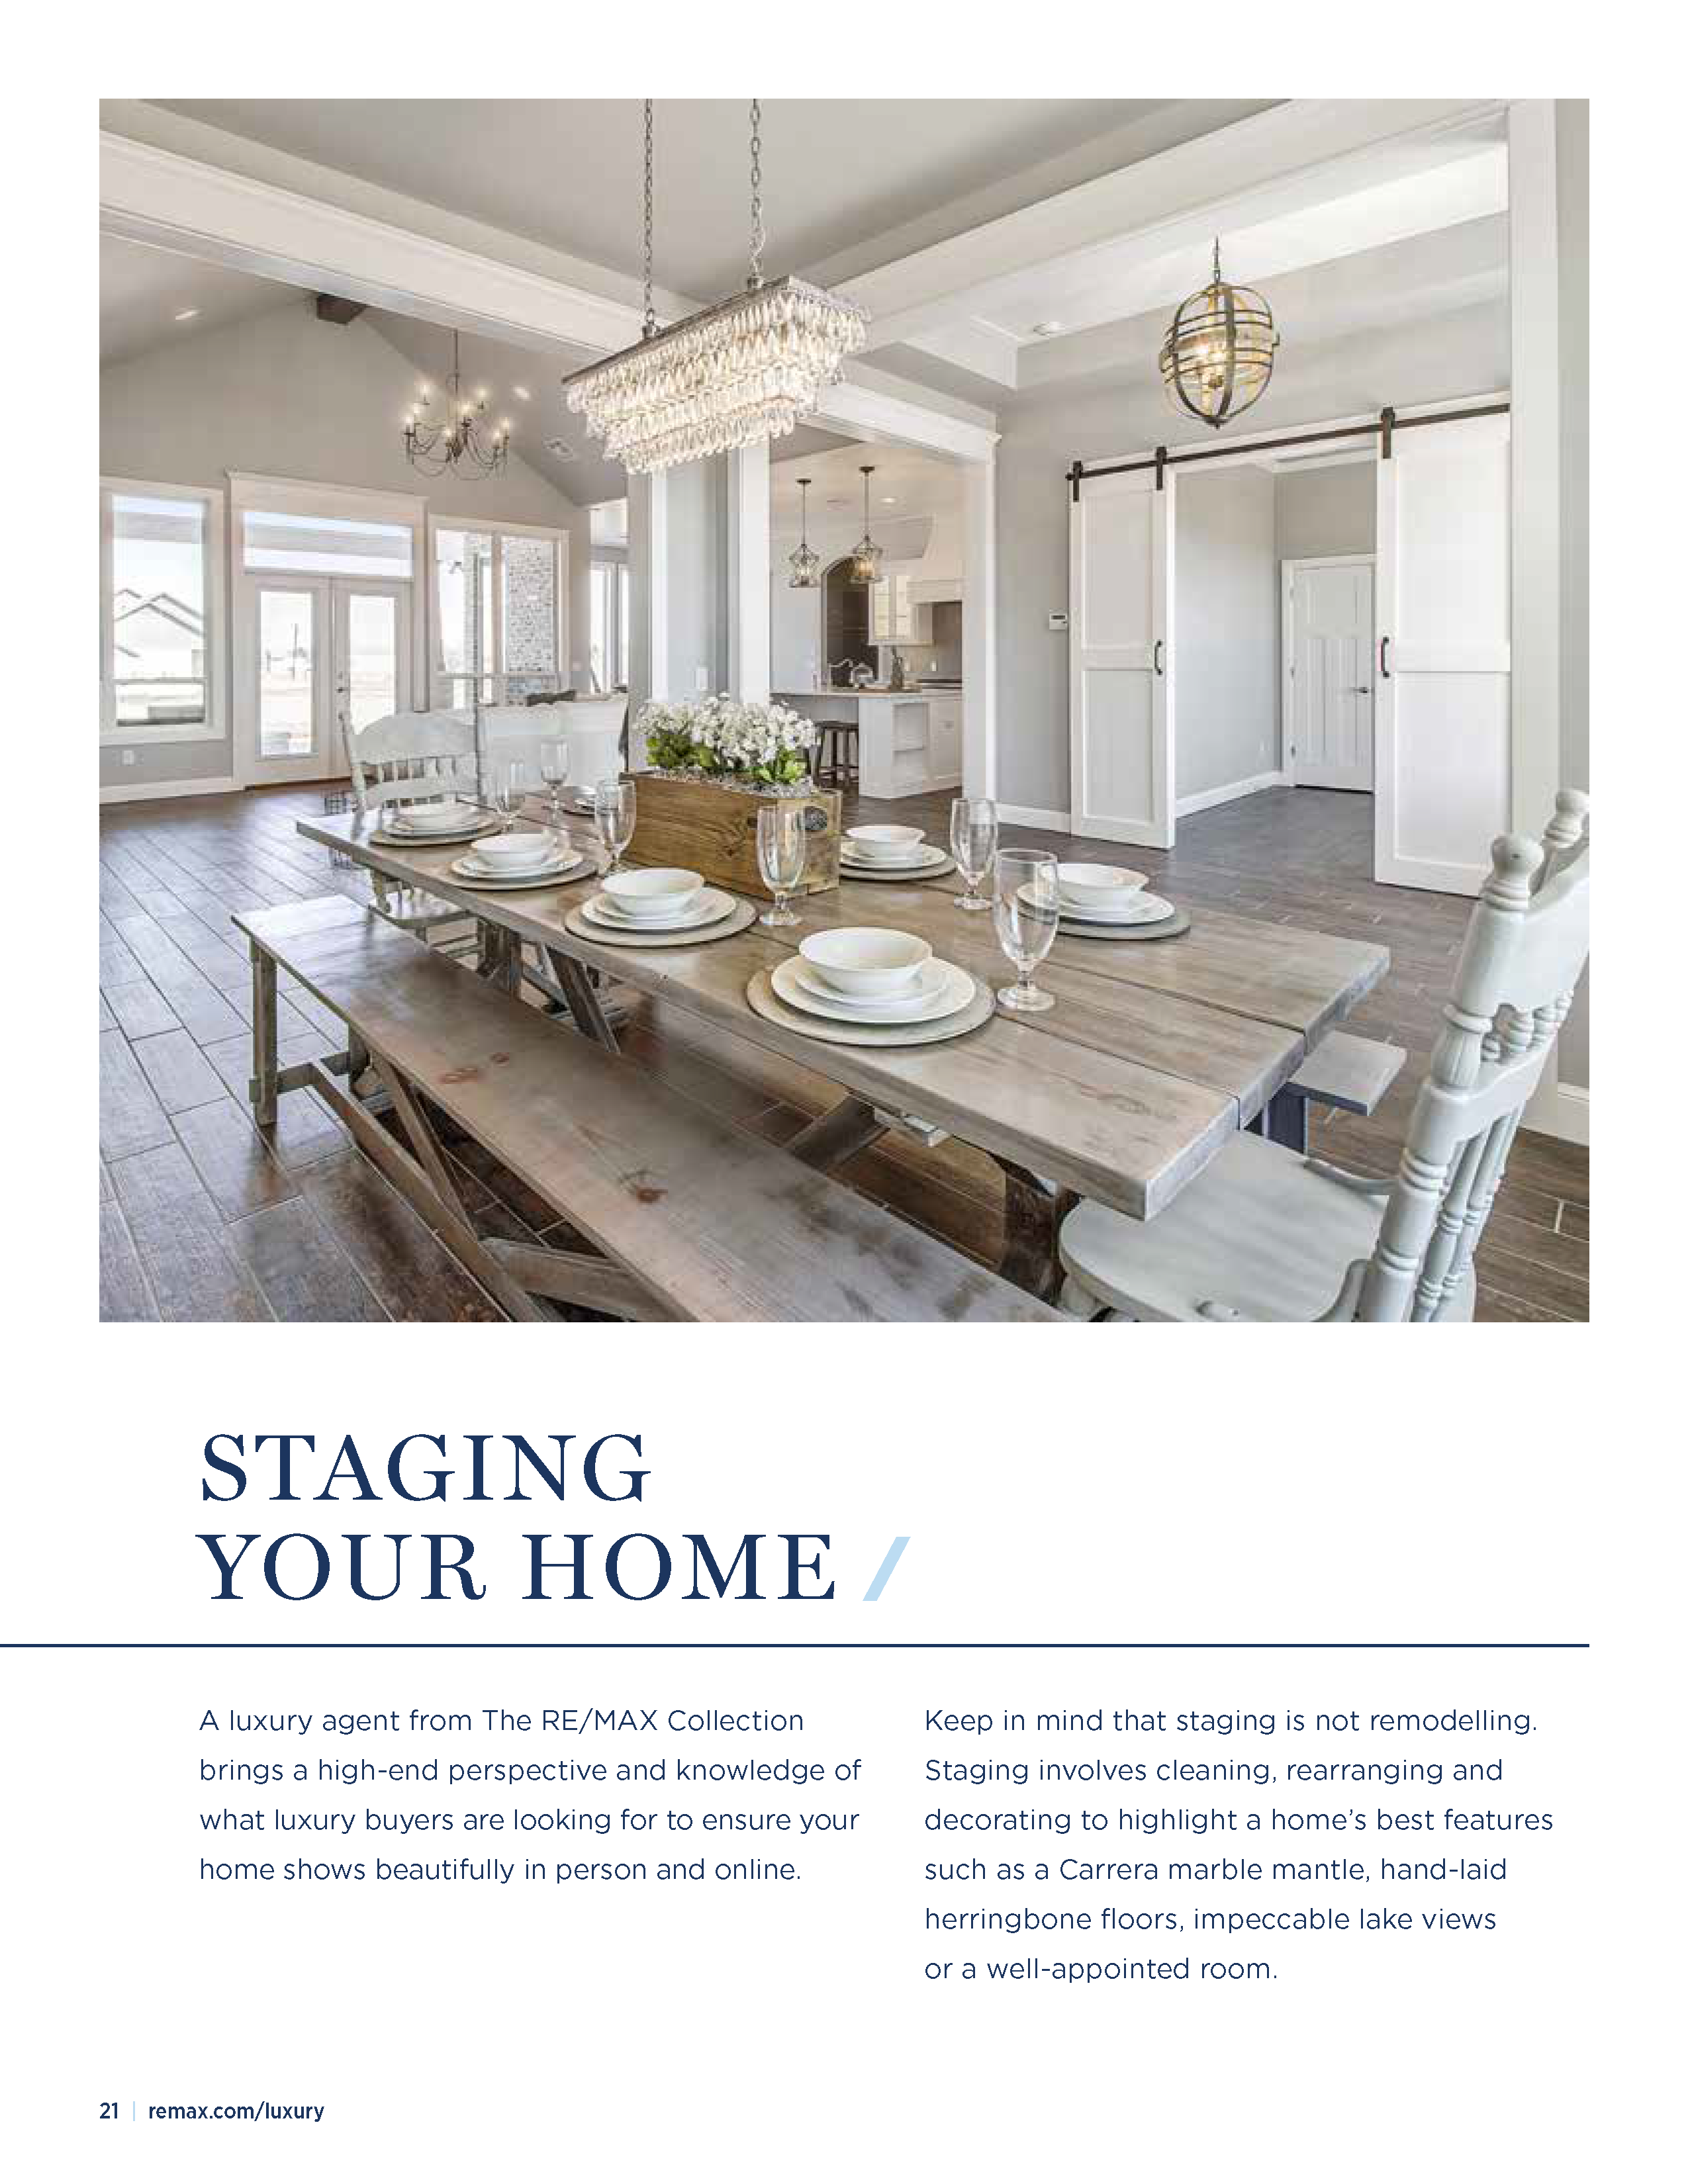 STAGING
YOUR HOME /
A luxury agent from The RE/MAX Collection
brings a high-end perspective and knowledge of
what luxury buyers are looking for to ensure your
home shows beautifully in person and online.
Keep in mind that staging is not remodelling.
Staging involves cleaning, rearranging and
decorating to highlight a home’s best features
such as a Carrera marble mantle, hand-laid
herringbone floors, impeccable lake views
or a well-appointed room.
21 | remax.com/luxury